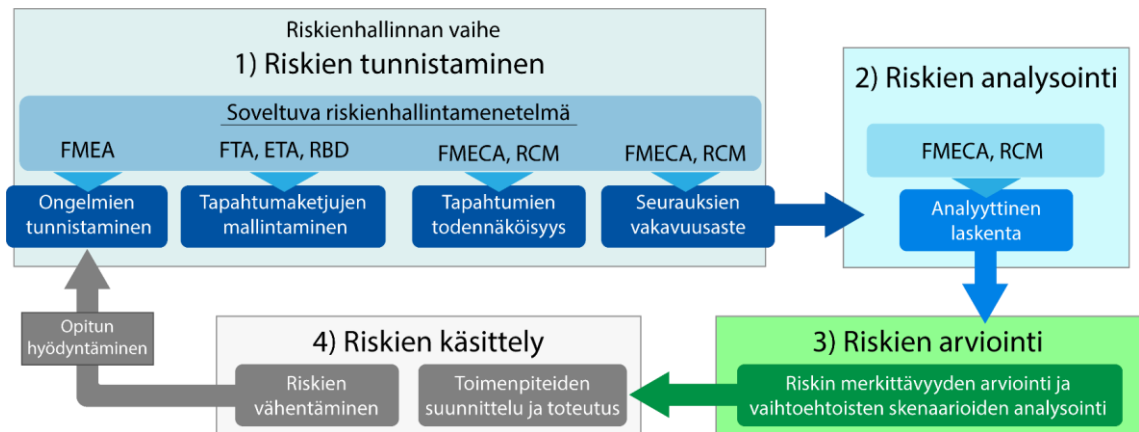 Riskienhallinnan vaihe
1) Riskien tunnistaminen
Soveltuva riskienhallintamenetelmä
FMEA
FTA, ETA, RBD
FMECA, RCM
FMECA, RCM
Ongelmien
tunnistaminen
Tapahtumaketjujen
mallintaminen
Tapahtumien
todennäköisyys
Seurauksien
vakavuusaste
2) Riskien analysointi
FMECA, RCM
Analyyttinen
laskenta
3) Riskien arviointi
Riskin merkittävyyden arviointi ja
vaihtoehtoisten skenaarioiden analysointi
4) Riskien käsittely
Toimenpiteiden
suunnittelu ja toteutus
Riskien
vähentäminen
Opitun
hyödyntäminen